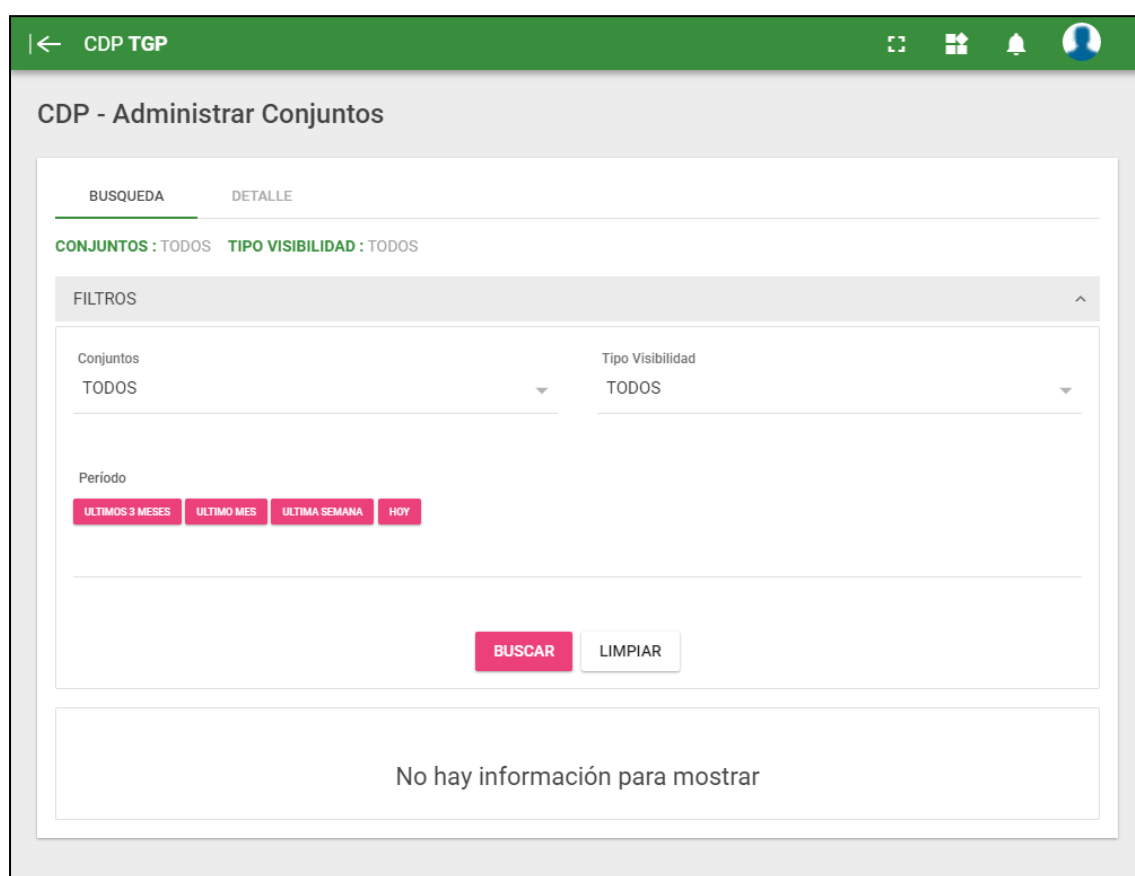 CDP TGP
CDP - Administrar Conjuntos
BUSQUEDA DETALLE
CONJUNTOS : TODOS TIPO VISIBILIDAD : TODOS
FILTROS
Conjuntos Tipo Visibilidad
TODOS TODOS
Período
ULTIMOS 3 MESES ULTIMO MES ULTIMA SEMANA HOY
BUSCAR LIMPIAR
No hay información para mostrar